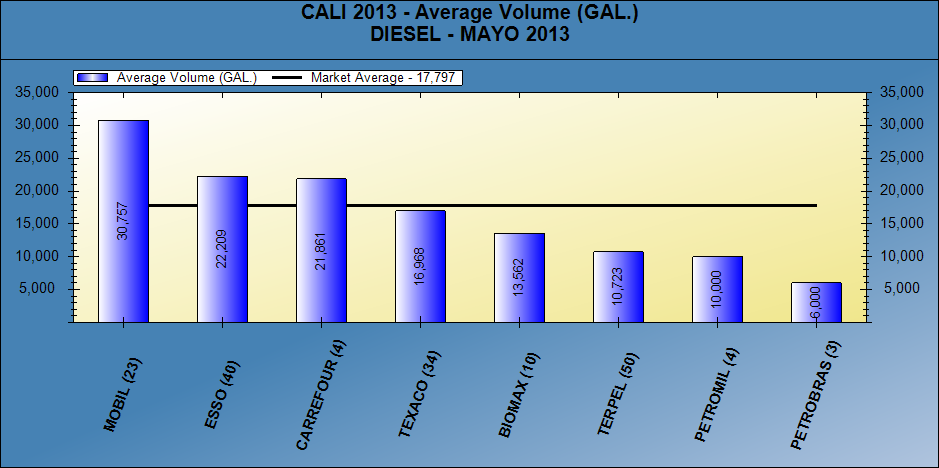 CALI 2013 - Average Volume (GAL.)
DIESEL - MAYO 2013
Average Volume (GAL.) Market Average - 17,797
35,000 35,000
30,000 30,000
25,000 25,000
20,000 20,000
15,000 15,000
10,000 10,000
5,000 5,000
30,757
22,209
21,861
16,968
13,562
10,723
10,000
6,000
MOBIL (23)
ESSO (40)
CARREFOUR (4)
TEXACO (34)
BIOMAX (10)
TERPEL (50)
PETROMIL (4)
PETROBRAS (3)